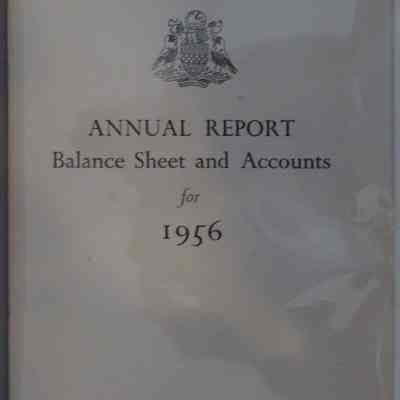 ANNUAL REPORT
Balance Sheet and Accounts
for
1956